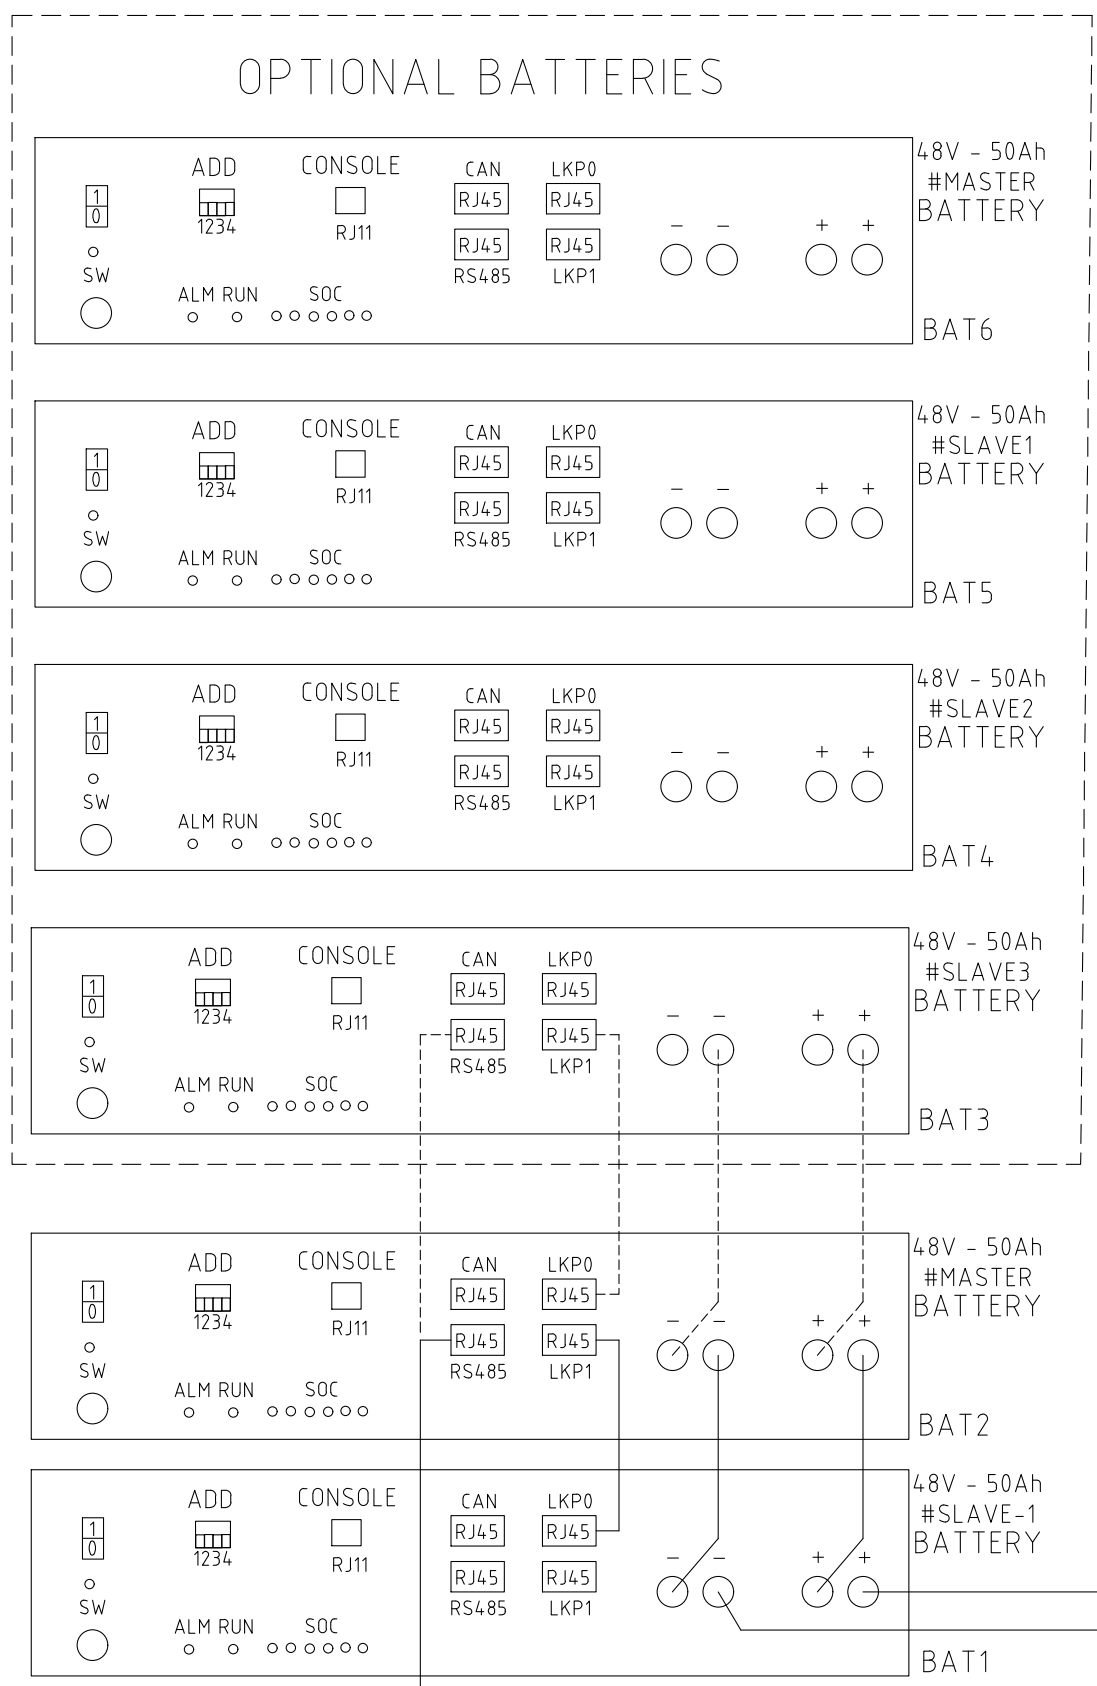 OPTIONAL BATTERIES
48V - 50Ah
#MASTER
BATTERY
ADD CONSOLE CAN LKP0
1 RJ45 RJ45
0 1234 RJ11
- - + +
RJ45 RJ45
SW RS485 LKP1
ALM RUN SOC
BAT6
48V - 50Ah
#SLAVE1
BATTERY
ADD CONSOLE CAN LKP0
1 RJ45 RJ45
0 1234 RJ11
- - + +
RJ45 RJ45
SW RS485 LKP1
ALM RUN SOC
BAT5
48V - 50Ah
#SLAVE2
BATTERY
ADD CONSOLE CAN LKP0
1 RJ45 RJ45
0 1234 RJ11
- - + +
RJ45 RJ45
SW RS485 LKP1
ALM RUN SOC
BAT4
48V - 50Ah
#SLAVE3
BATTERY
ADD CONSOLE CAN LKP0
1 RJ45 RJ45
0 1234 RJ11
- - + +
RJ45 RJ45
SW RS485 LKP1
ALM RUN SOC
BAT3
48V - 50Ah
#MASTER
BATTERY
ADD CONSOLE CAN LKP0
1 RJ45 RJ45
0 1234 RJ11
- - + +
RJ45 RJ45
SW RS485 LKP1
ALM RUN SOC
BAT2
48V - 50Ah
#SLAVE-1
BATTERY
ADD CONSOLE CAN LKP0
1 RJ45 RJ45
0 1234 RJ11
- - + +
RJ45 RJ45
SW RS485 LKP1
ALM RUN SOC
BAT1